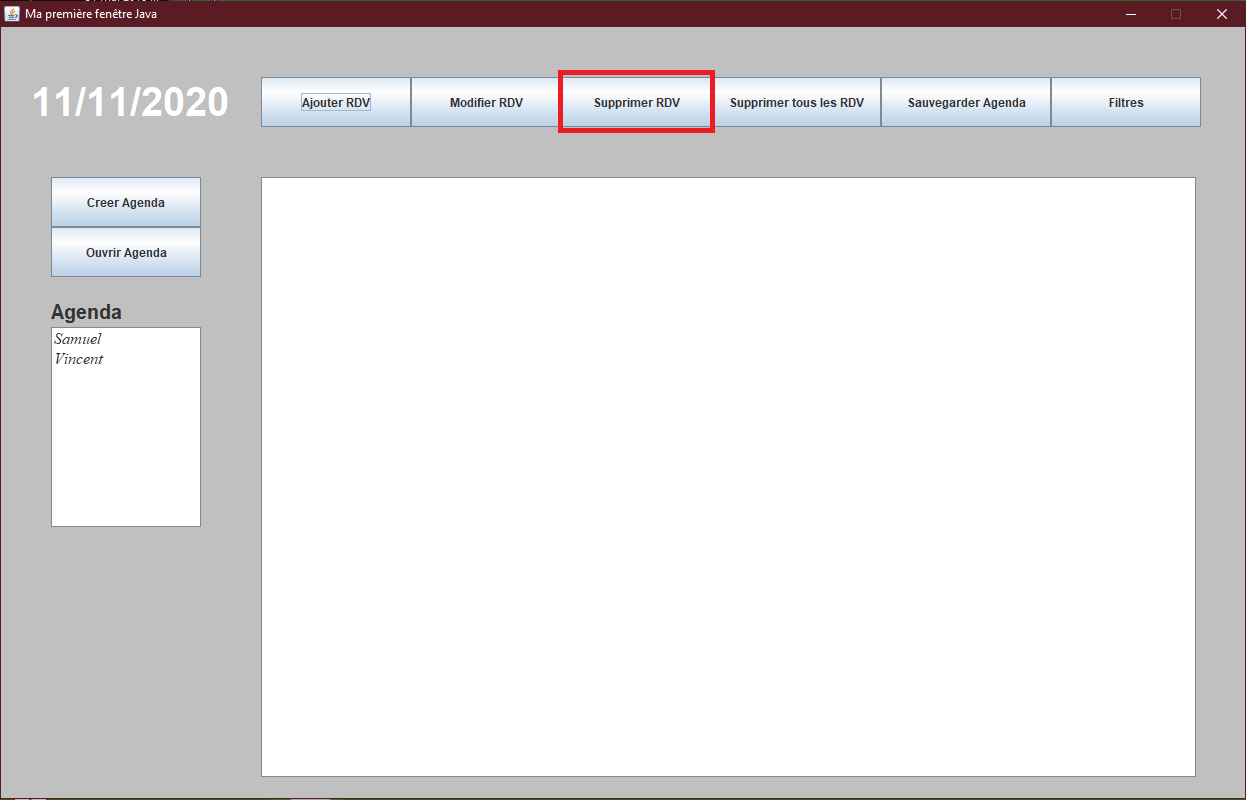 Ma première fenêtre Java
11/11/2020
Ajouter RDV
Modifier RDV
Supprimer RDV
Supprimer tous les RDV
Sauvegarder Agenda
Filtres
Creer Agenda
Ouvrir Agenda
Agenda
Samuel
Vincent